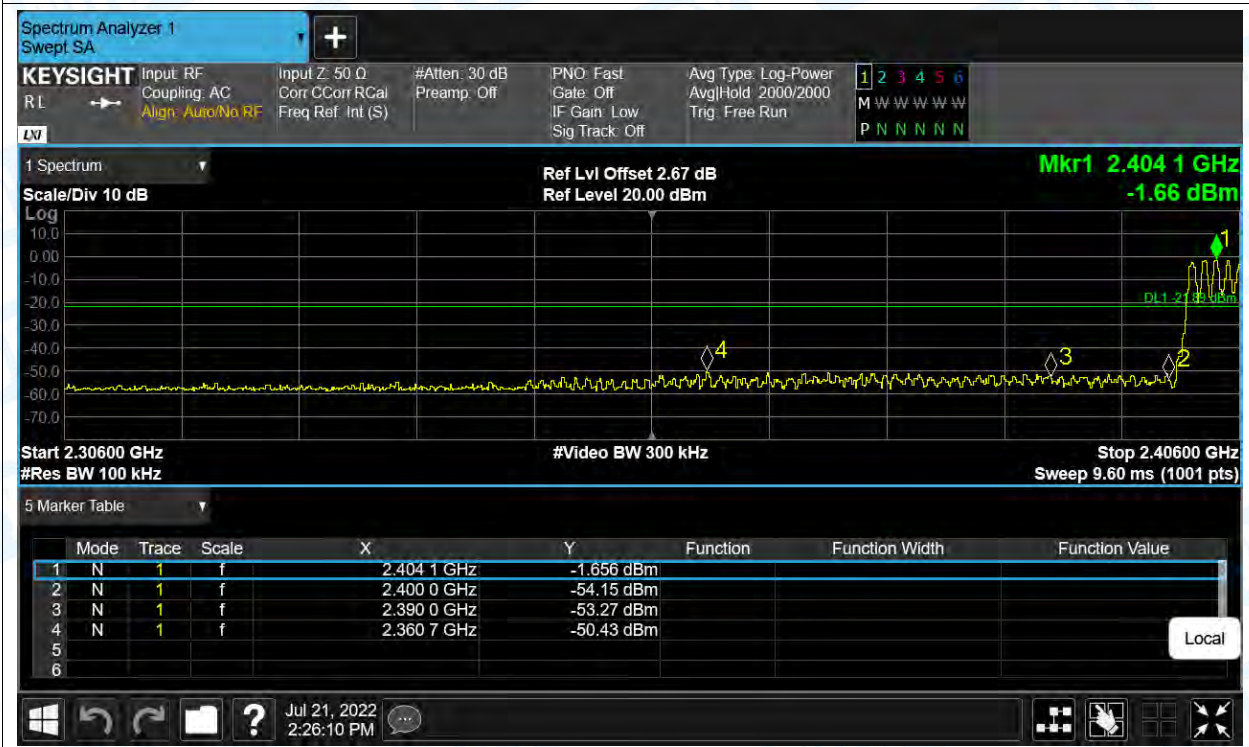 Spectrum Analyzer 1
Swept SA
KEYSIGHT Input: RF Input Z: 50 Ω #Atten: 30 dB PNO: Fast Avg Type: Log-Power 1 2 3 4 5 6
R L Coupling: AC Corr CCorr RCal Preamp: Off Gate: Off Avg|Hold: 2000/2000 M W W W W W
Align: Auto/No RF Freq Ref: Int (S) IF Gain: Low Trig: Free Run
LXI Sig Track: Off P N N N N N
1 Spectrum Ref Lvl Offset 2.67 dB Mkr1 2.404 1 GHz
Scale/Div 10 dB Ref Level 20.00 dBm -1.66 dBm
Log
10.0 1
0.00
-10.0
-20.0 DL1 -21.89 dBm
-30.0
-40.0 4 3 2
-50.0
-60.0
-70.0
Start 2.30600 GHz #Video BW 300 kHz Stop 2.40600 GHz
#Res BW 100 kHz Sweep 9.60 ms (1001 pts)
5 Marker Table
Mode Trace Scale X Y Function Function Width Function Value
1 N 1 f 2.404 1 GHz -1.656 dBm
2 N 1 f 2.400 0 GHz -54.15 dBm
3 N 1 f 2.390 0 GHz -53.27 dBm
4 N 1 f 2.360 7 GHz -50.43 dBm
5
6
Local
? Jul 21, 2022
2:26:10 PM